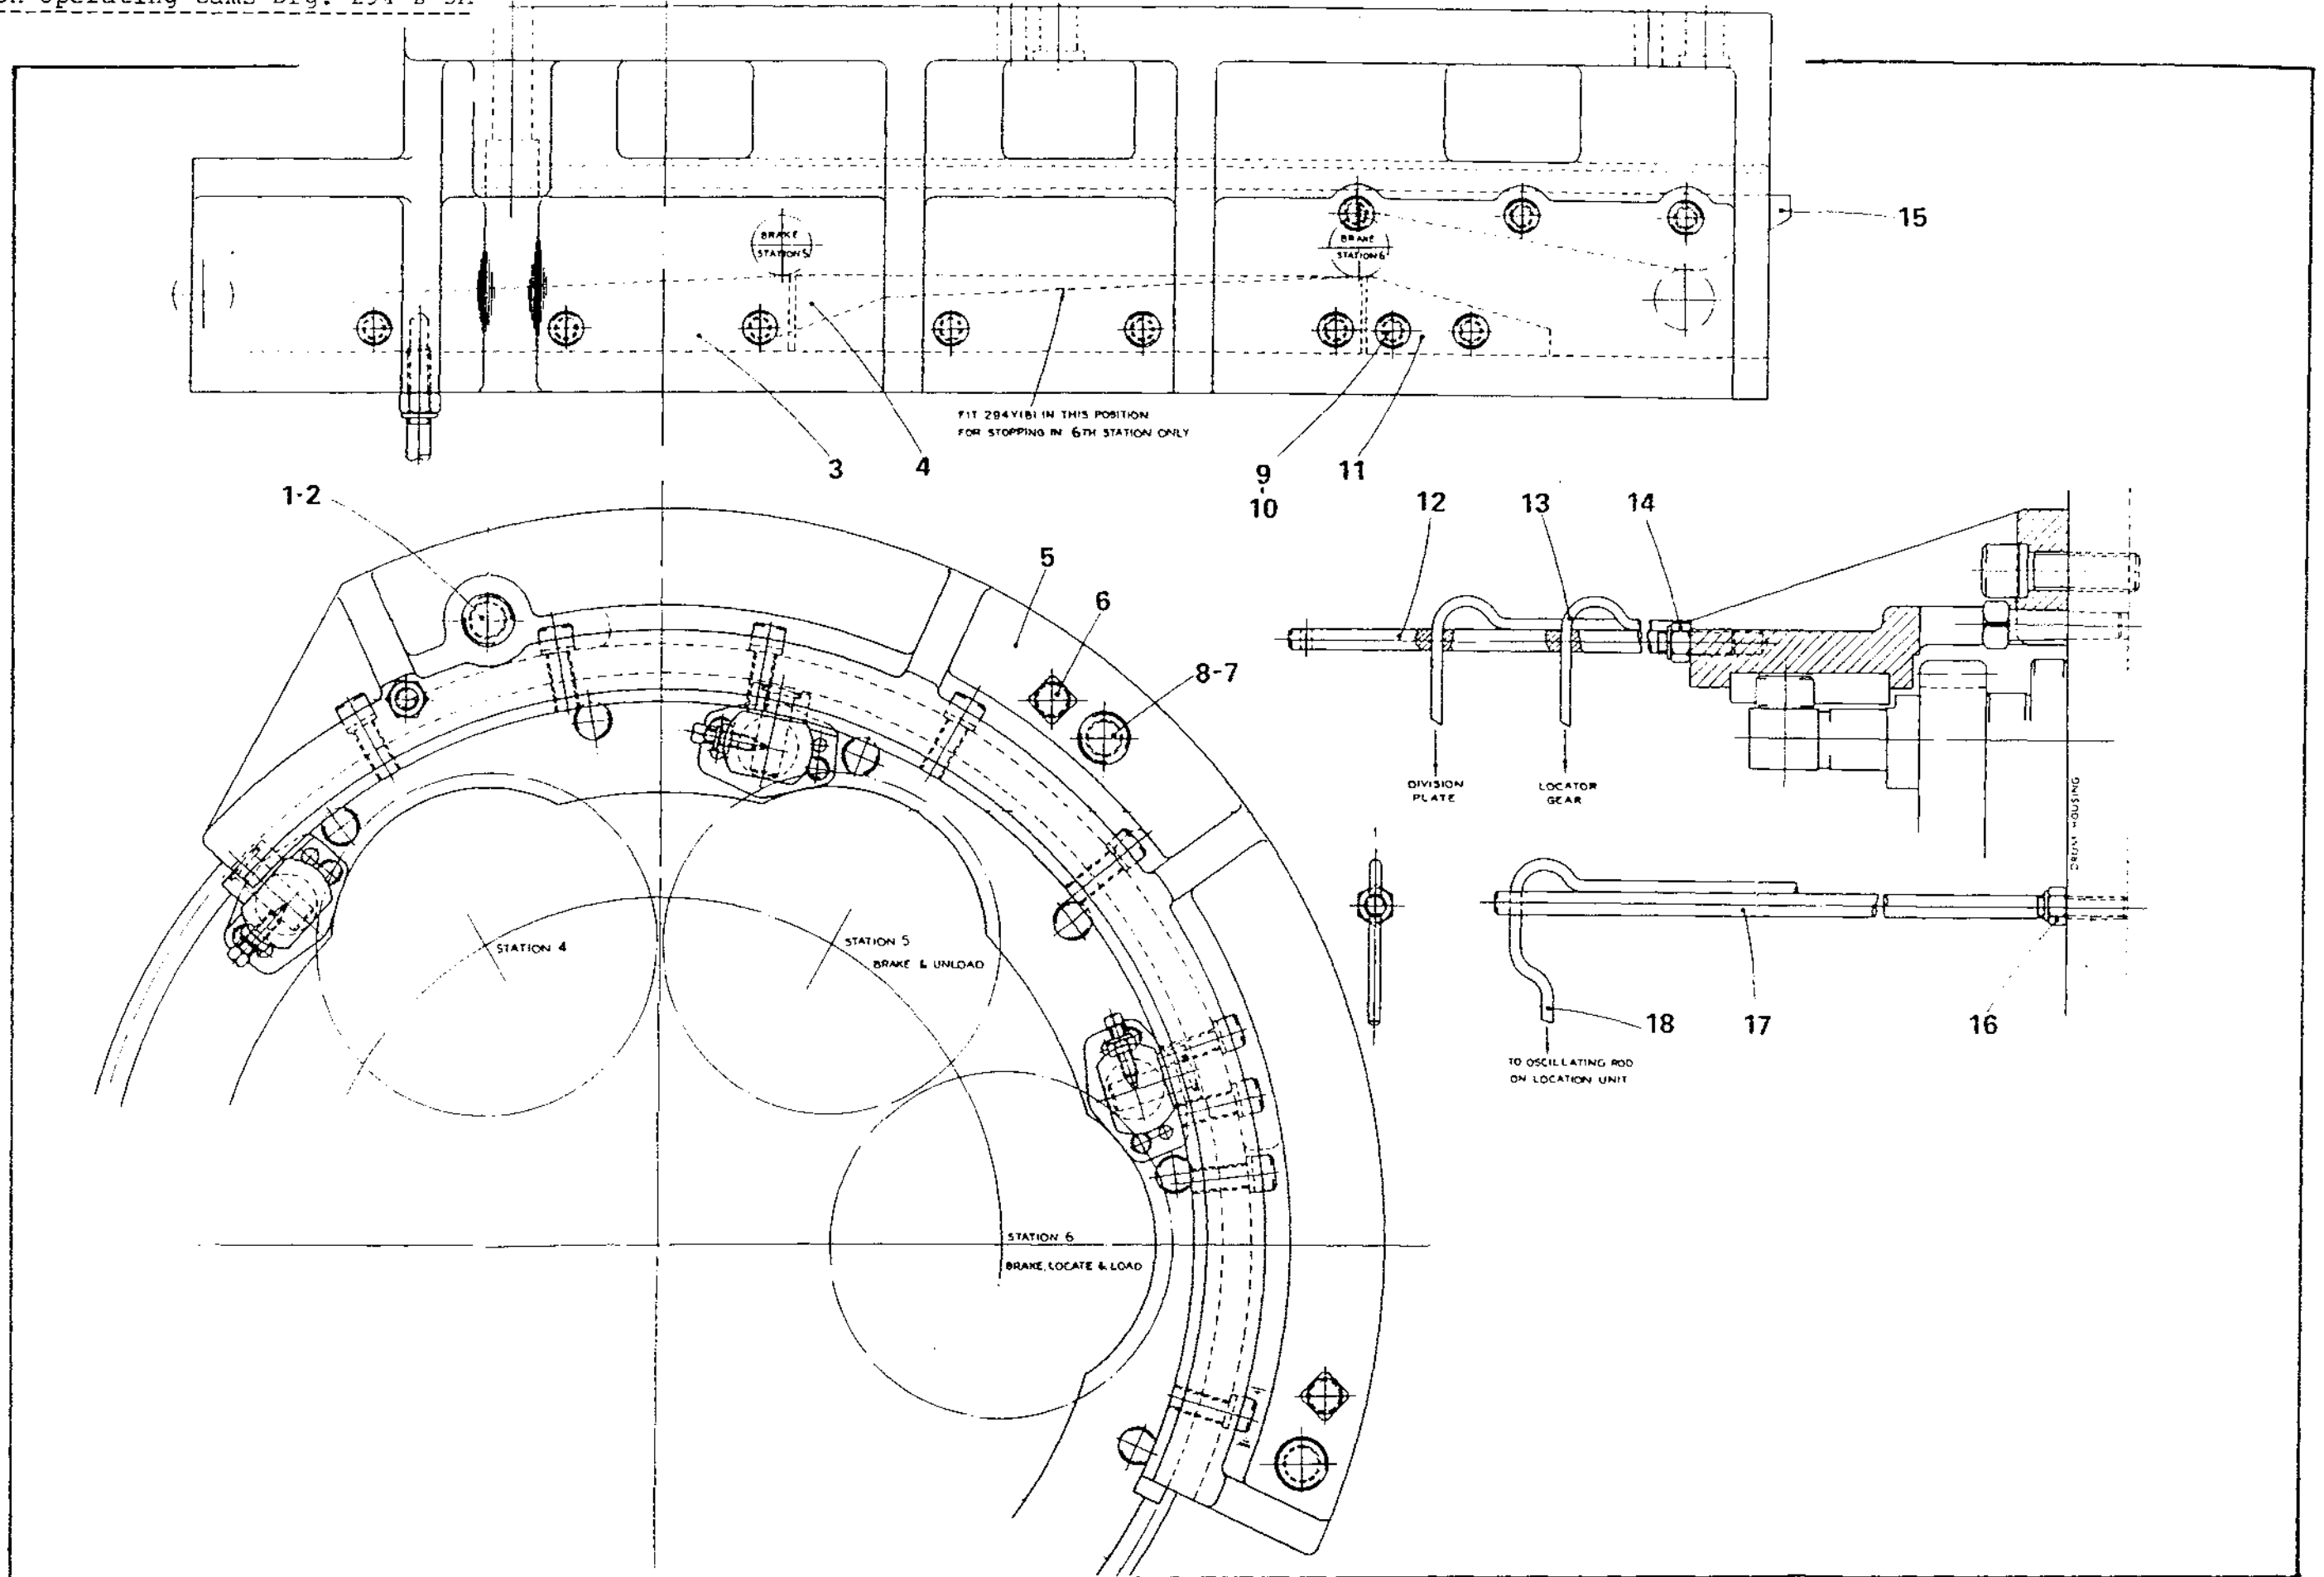 Operating Cams
BRAKE
STATION 5
BRAKE
STATION 6
15
FIT 294Y(B) IN THIS POSITION
FOR STOPPING IN 6TH STATION ONLY
3
4
9
10
11
1-2
5
6
8-7
12
13
14
DIVISION
PLATE
LOCATOR
GEAR
DRUM HOUSING
STATION 4
STATION 5
BRAKE & UNLOAD
18
17
16
TO OSCILLATING ROD
ON LOCATION UNIT
STATION 6
BRAKE, LOCATE & LOAD